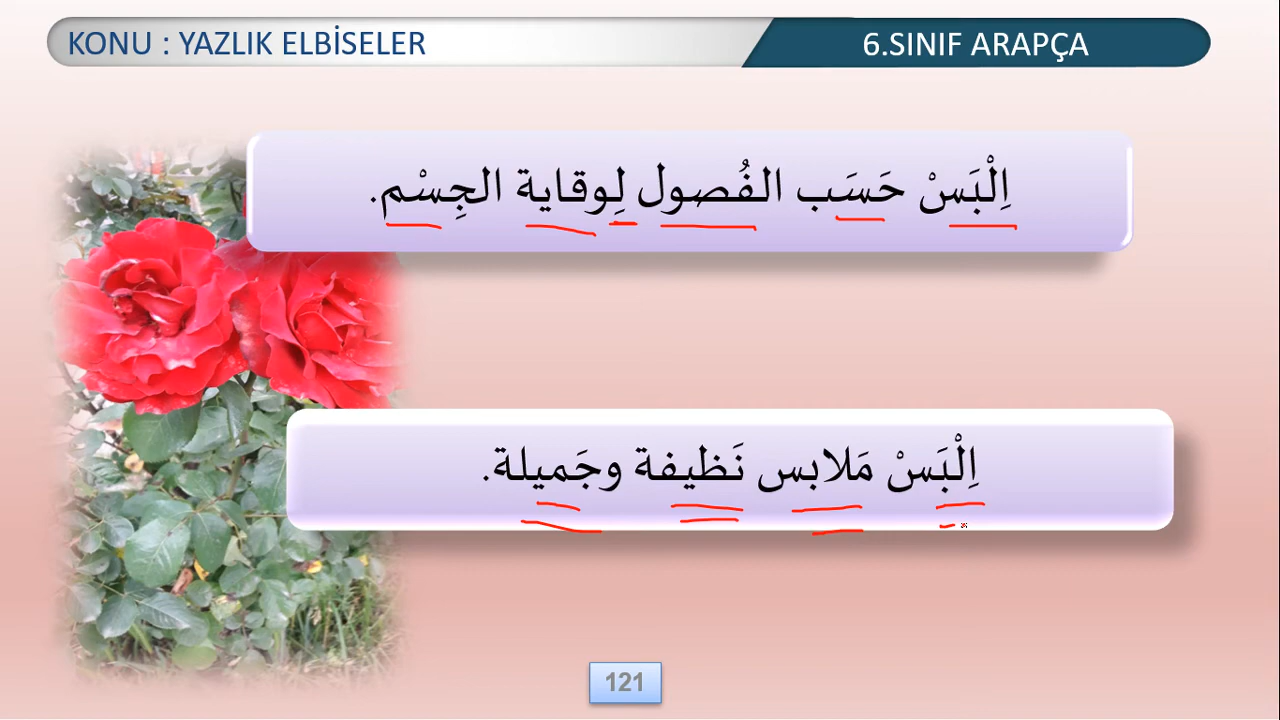 KONU : YAZLIK ELBİSELER
6.SINIF ARAPÇA
اِلْبَسْ حَسَب الفُصول لِوقاية الجِسْم.
اِلْبَسْ مَلابس نَظيفة وجَميلة.
121